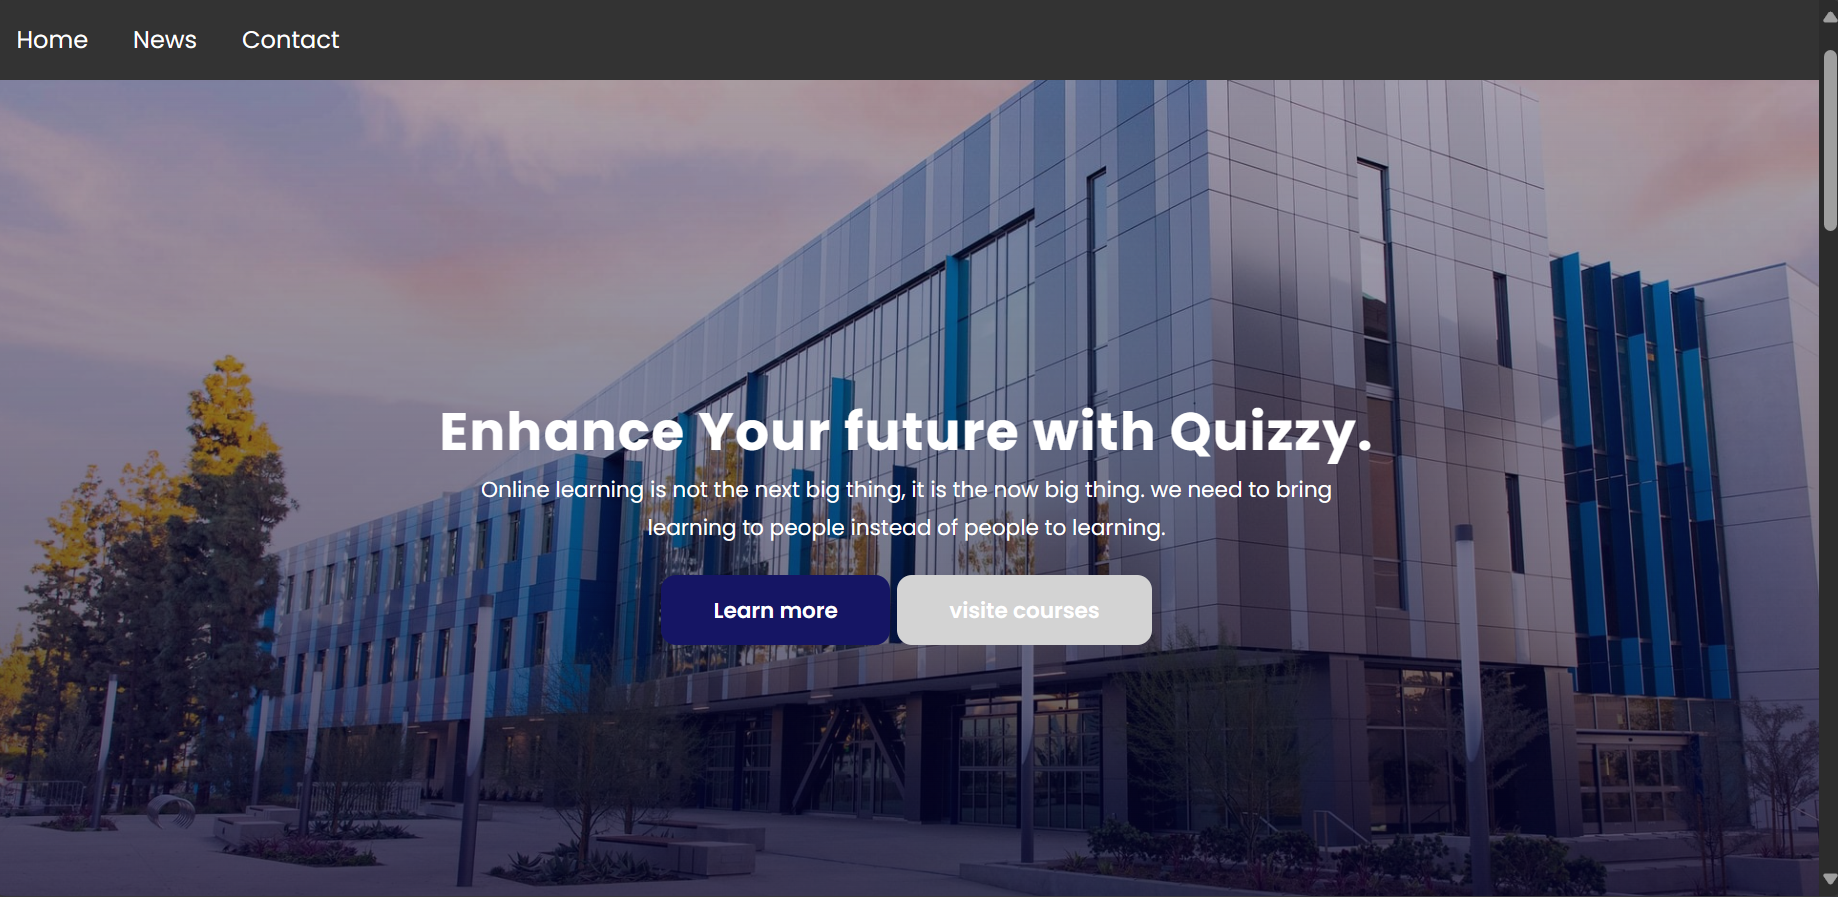 Home News Contact
Enhance Your future with Quizzy.
Online learning is not the next big thing, it is the now big thing. we need to bring
learning to people instead of people to learning.
Learn more visite courses